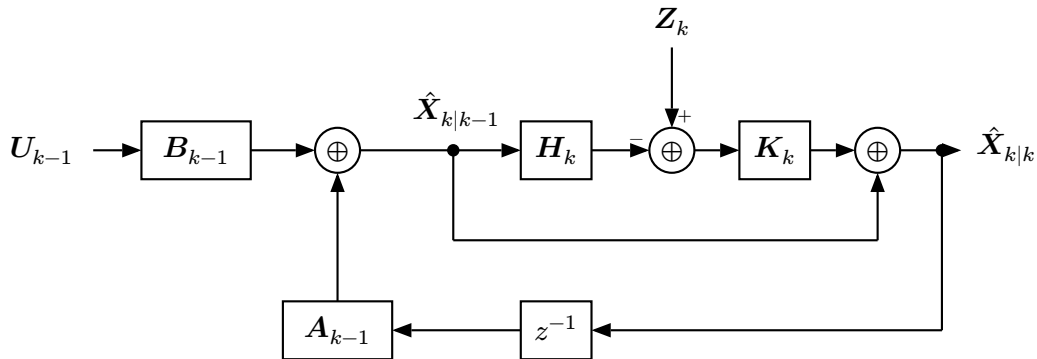 Z_k
X̂_{k|k−1}
U_{k−1} B_{k−1} ⊕ H_k − + ⊕ K_k ⊕ X̂_{k|k}
A_{k−1} z^{−1}